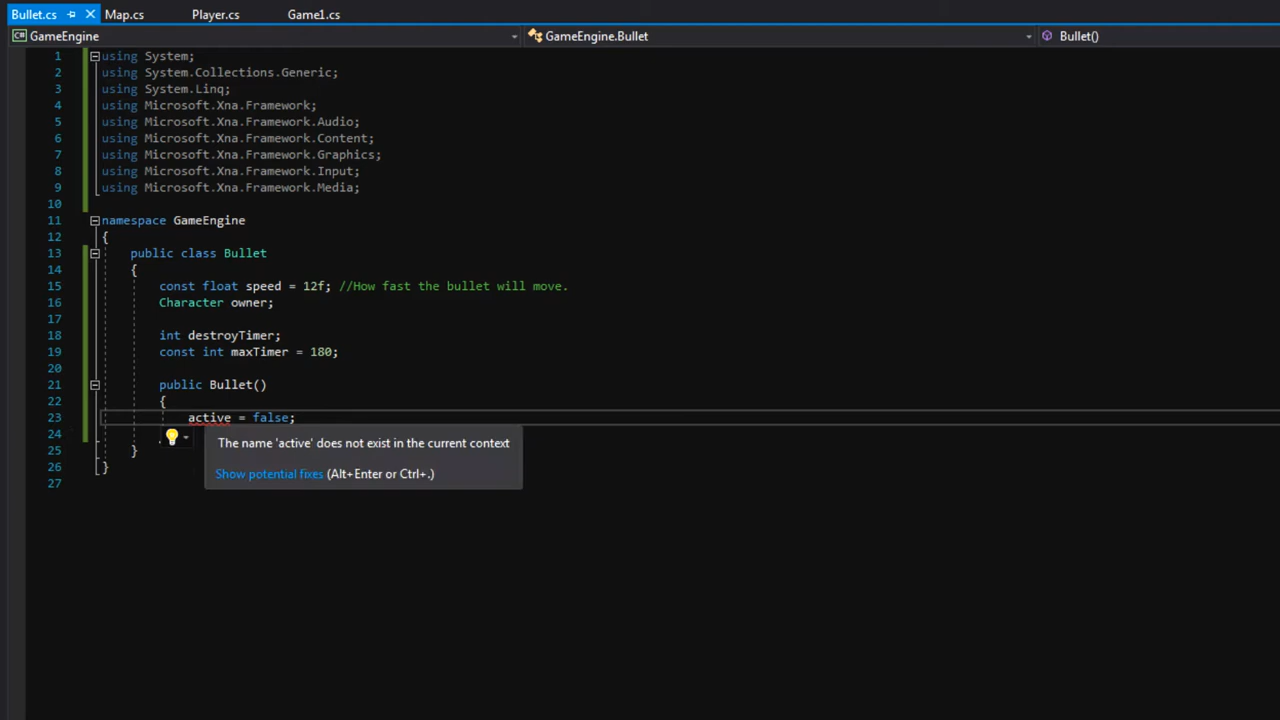 Bullet.cs Map.cs Player.cs Game1.cs
C# GameEngine GameEngine.Bullet Bullet()
1 using System;
2 using System.Collections.Generic;
3 using System.Linq;
4 using Microsoft.Xna.Framework;
5 using Microsoft.Xna.Framework.Audio;
6 using Microsoft.Xna.Framework.Content;
7 using Microsoft.Xna.Framework.Graphics;
8 using Microsoft.Xna.Framework.Input;
9 using Microsoft.Xna.Framework.Media;
10
11 namespace GameEngine
12 {
13 public class Bullet
14 {
15 const float speed = 12f; //How fast the bullet will move.
16 Character owner;
17
18 int destroyTimer;
19 const int maxTimer = 180;
20
21 public Bullet()
22 {
23 active = false;
24
The name 'active' does not exist in the current context
25 }
26 }
Show potential fixes (Alt+Enter or Ctrl+.)
27